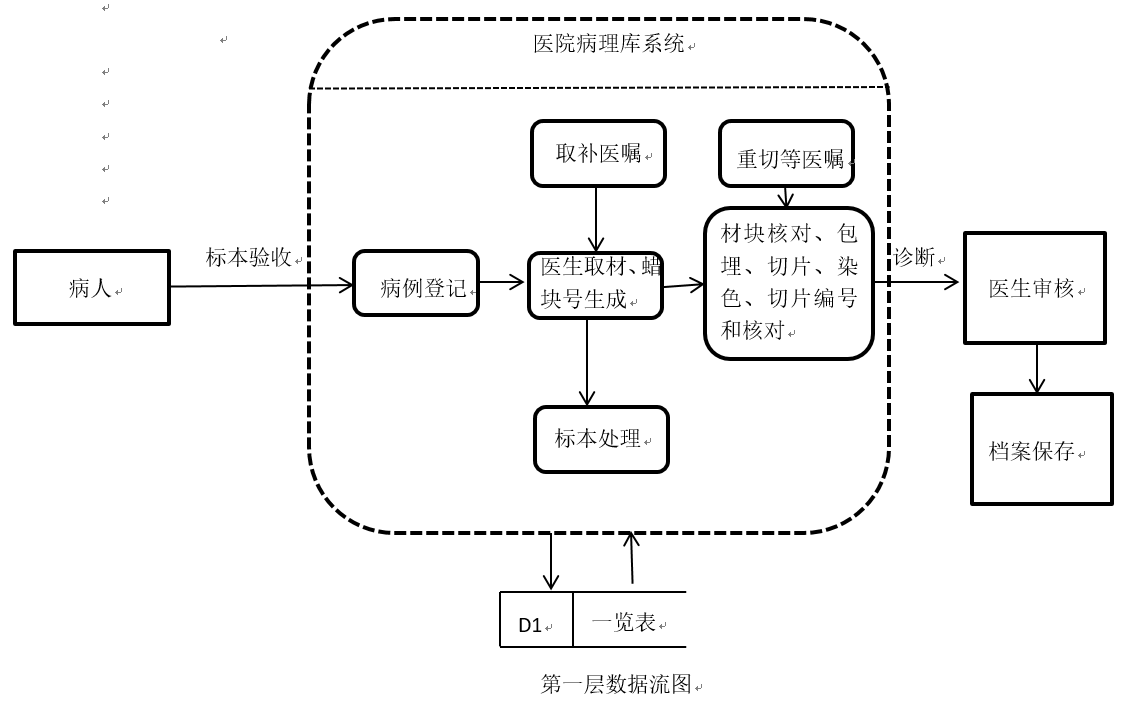 医院病理库系统
取补医嘱
重切等医嘱
病人
标本验收
病例登记
医生取材、蜡
块号生成
材块核对、包
埋、切片、染
色、切片编号
和核对
诊断
医生审核
标本处理
档案保存
D1
一览表
第一层数据流图